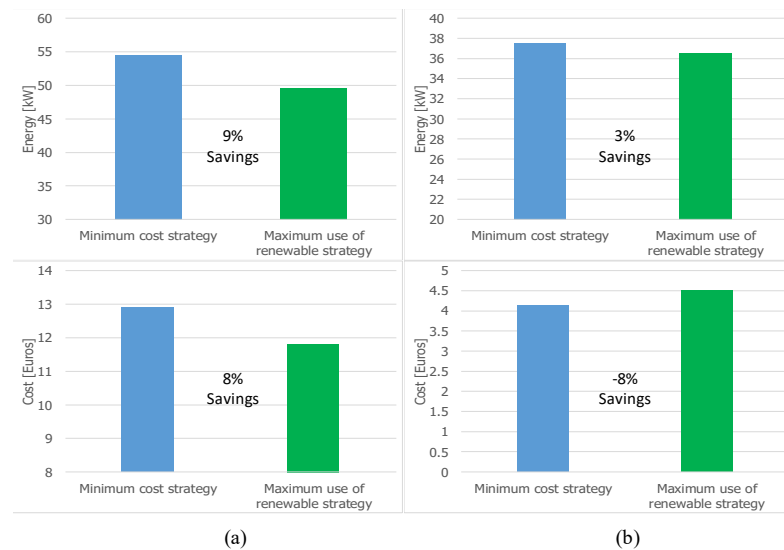 60
55
50
45
40
35
30
Energy [kW]
9%
Savings
Minimum cost strategy
Maximum use of
renewable strategy
40
38
36
34
32
30
28
26
24
22
20
Energy [kW]
3%
Savings
Minimum cost strategy
Maximum use of
renewable strategy
14
13
12
11
10
9
8
Cost [Euros]
8%
Savings
Minimum cost strategy
Maximum use of
renewable strategy
5
4.5
4
3.5
3
2.5
2
1.5
1
0.5
0
Cost [Euros]
-8%
Savings
Minimum cost strategy
Maximum use of
renewable strategy
(a)
(b)